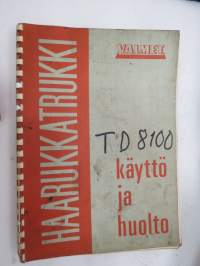 VALMET
HAARUKKATRUKKI
TD 8100
käyttö
ja
huolto